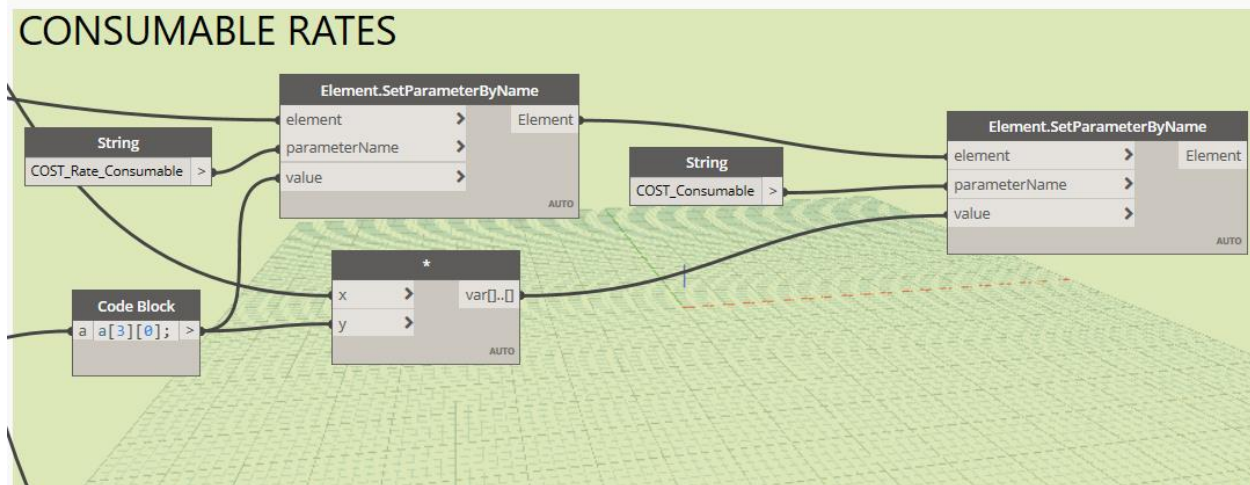 CONSUMABLE RATES
Element.SetParameterByName
element > Element
parameterName >
value >
AUTO
String
COST_Rate_Consumable >
Code Block
a a[3][0]; >
*
x > var[]..[]
y >
AUTO
String
COST_Consumable >
Element.SetParameterByName
element > Element
parameterName >
value >
AUTO